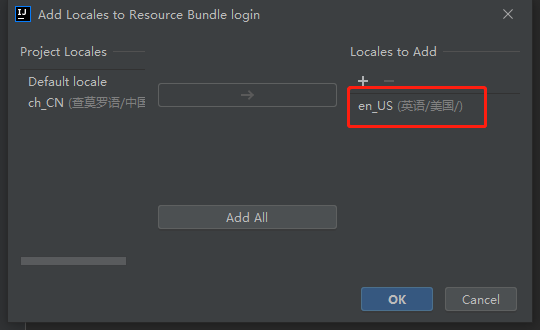 Add Locales to Resource Bundle login
Project Locales
Default locale
ch_CN (查莫罗语/中国
Add All
Locales to Add
en_US (英语/美国/)
OK
Cancel